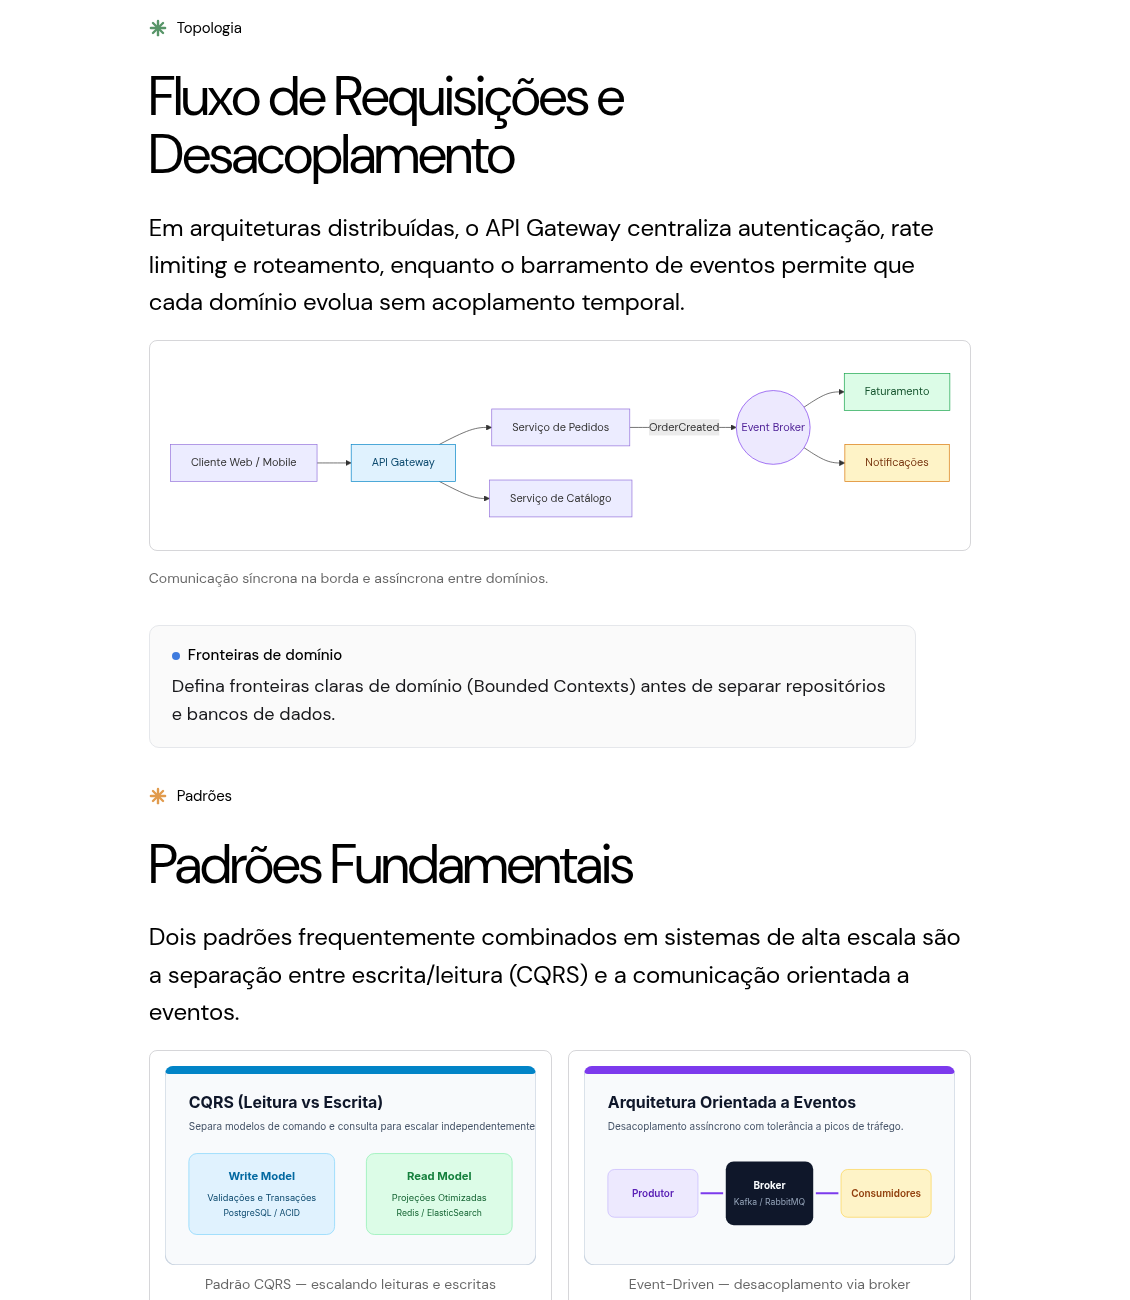 Topologia
Fluxo de Requisições e
Desacoplamento
Em arquiteturas distribuídas, o API Gateway centraliza autenticação, rate
limiting e roteamento, enquanto o barramento de eventos permite que
cada domínio evolua sem acoplamento temporal.
Cliente Web / Mobile
API Gateway
Serviço de Pedidos
Serviço de Catálogo
OrderCreated
Event Broker
Faturamento
Notificações
Comunicação síncrona na borda e assíncrona entre domínios.
Fronteiras de domínio
Defina fronteiras claras de domínio (Bounded Contexts) antes de separar repositórios
e bancos de dados.
Padrões
Padrões Fundamentais
Dois padrões frequentemente combinados em sistemas de alta escala são
a separação entre escrita/leitura (CQRS) e a comunicação orientada a
eventos.
CQRS (Leitura vs Escrita)
Separa modelos de comando e consulta para escalar independentemente
Write Model
Validações e Transações
PostgreSQL / ACID
Read Model
Projeções Otimizadas
Redis / ElasticSearch
Padrão CQRS — escalando leituras e escritas
Arquitetura Orientada a Eventos
Desacoplamento assíncrono com tolerância a picos de tráfego.
Produtor
Broker
Kafka / RabbitMQ
Consumidores
Event-Driven — desacoplamento via broker